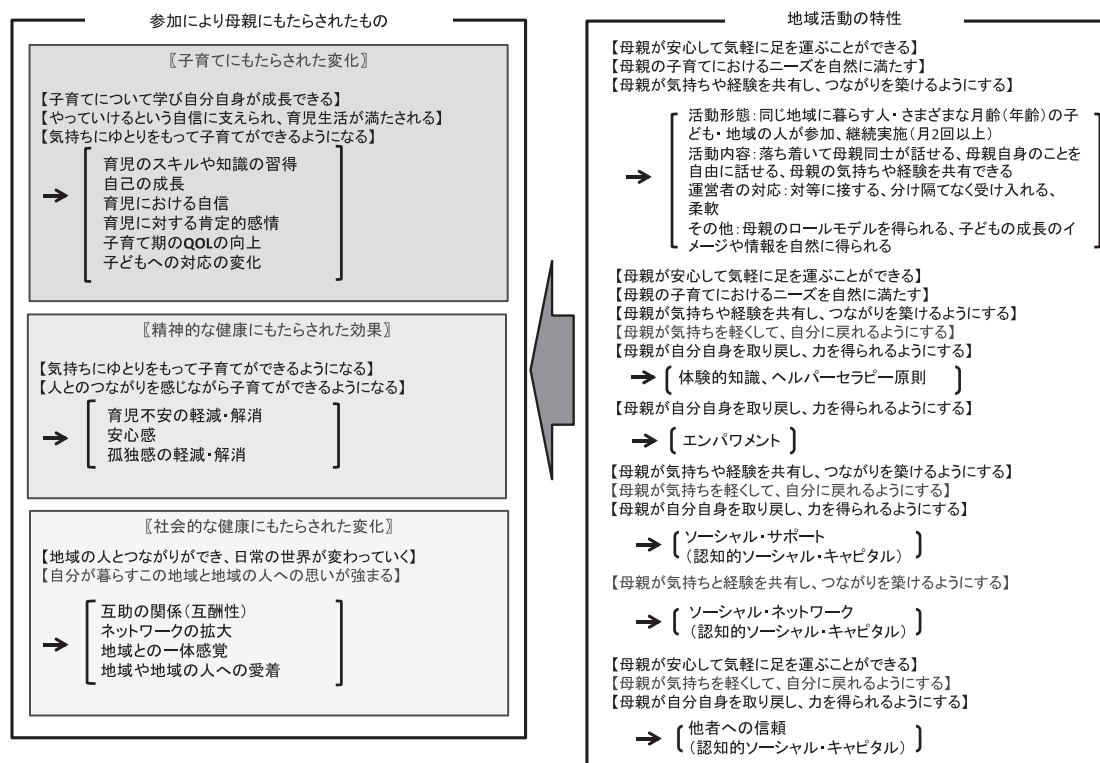 参加により母親にもたらされたもの
〖子育てにもたらされた変化〗
【子育てについて学び自分自身が成長できる】
【やっていけるという自信に支えられ、育児生活が満たされる】
【気持ちにゆとりをもって子育てができるようになる】
育児のスキルや知識の習得
自己の成長
育児における自信
育児に対する肯定的感情
子育て期のQOLの向上
子どもへの対応の変化
〖精神的な健康にもたらされた効果〗
【気持ちにゆとりをもって子育てができるようになる】
【人とのつながりを感じながら子育てができるようになる】
育児不安の軽減・解消
安心感
孤独感の軽減・解消
〖社会的な健康にもたらされた変化〗
【地域の人とつながりができ、日常の世界が変わっていく】
【自分が暮らすこの地域と地域の人への思いが強まる】
互助の関係（互酬性）
ネットワークの拡大
地域との一体感覚
地域や地域の人への愛着
地域活動の特性
【母親が安心して気軽に足を運ぶことができる】
【母親の子育てにおけるニーズを自然に満たす】
【母親が気持ちや経験を共有し、つながりを築けるようにする】
活動形態：同じ地域に暮らす人・さまざまな月齢（年齢）の子
ども・地域の人が参加、継続実施（月2回以上）
活動内容：落ち着いて母親同士が話せる、母親自身のことを
自由に話せる、母親の気持ちや経験を共有できる
運営者の対応：対等に接する、分け隔てなく受け入れる、
柔軟
その他：母親のロールモデルを得られる、子どもの成長のイ
メージや情報を自然に得られる
【母親が安心して気軽に足を運ぶことができる】
【母親の子育てにおけるニーズを自然に満たす】
【母親が気持ちや経験を共有し、つながりを築けるようにする】
【母親が気持ちを軽くして、自分に戻れるようにする】
【母親が自分自身を取り戻し、力を得られるようにする】
体験的知識、ヘルパーセラピー原則
【母親が自分自身を取り戻し、力を得られるようにする】
エンパワメント
【母親が気持ちや経験を共有し、つながりを築けるようにする】
【母親が気持ちを軽くして、自分に戻れるようにする】
【母親が自分自身を取り戻し、力を得られるようにする】
ソーシャル・サポート
（認知的ソーシャル・キャピタル）
【母親が気持ちと経験を共有し、つながりを築けるようにする】
ソーシャル・ネットワーク
（認知的ソーシャル・キャピタル）
【母親が安心して気軽に足を運ぶことができる】
【母親が気持ちを軽くして、自分に戻れるようにする】
【母親が自分自身を取り戻し、力を得られるようにする】
他者への信頼
（認知的ソーシャル・キャピタル）